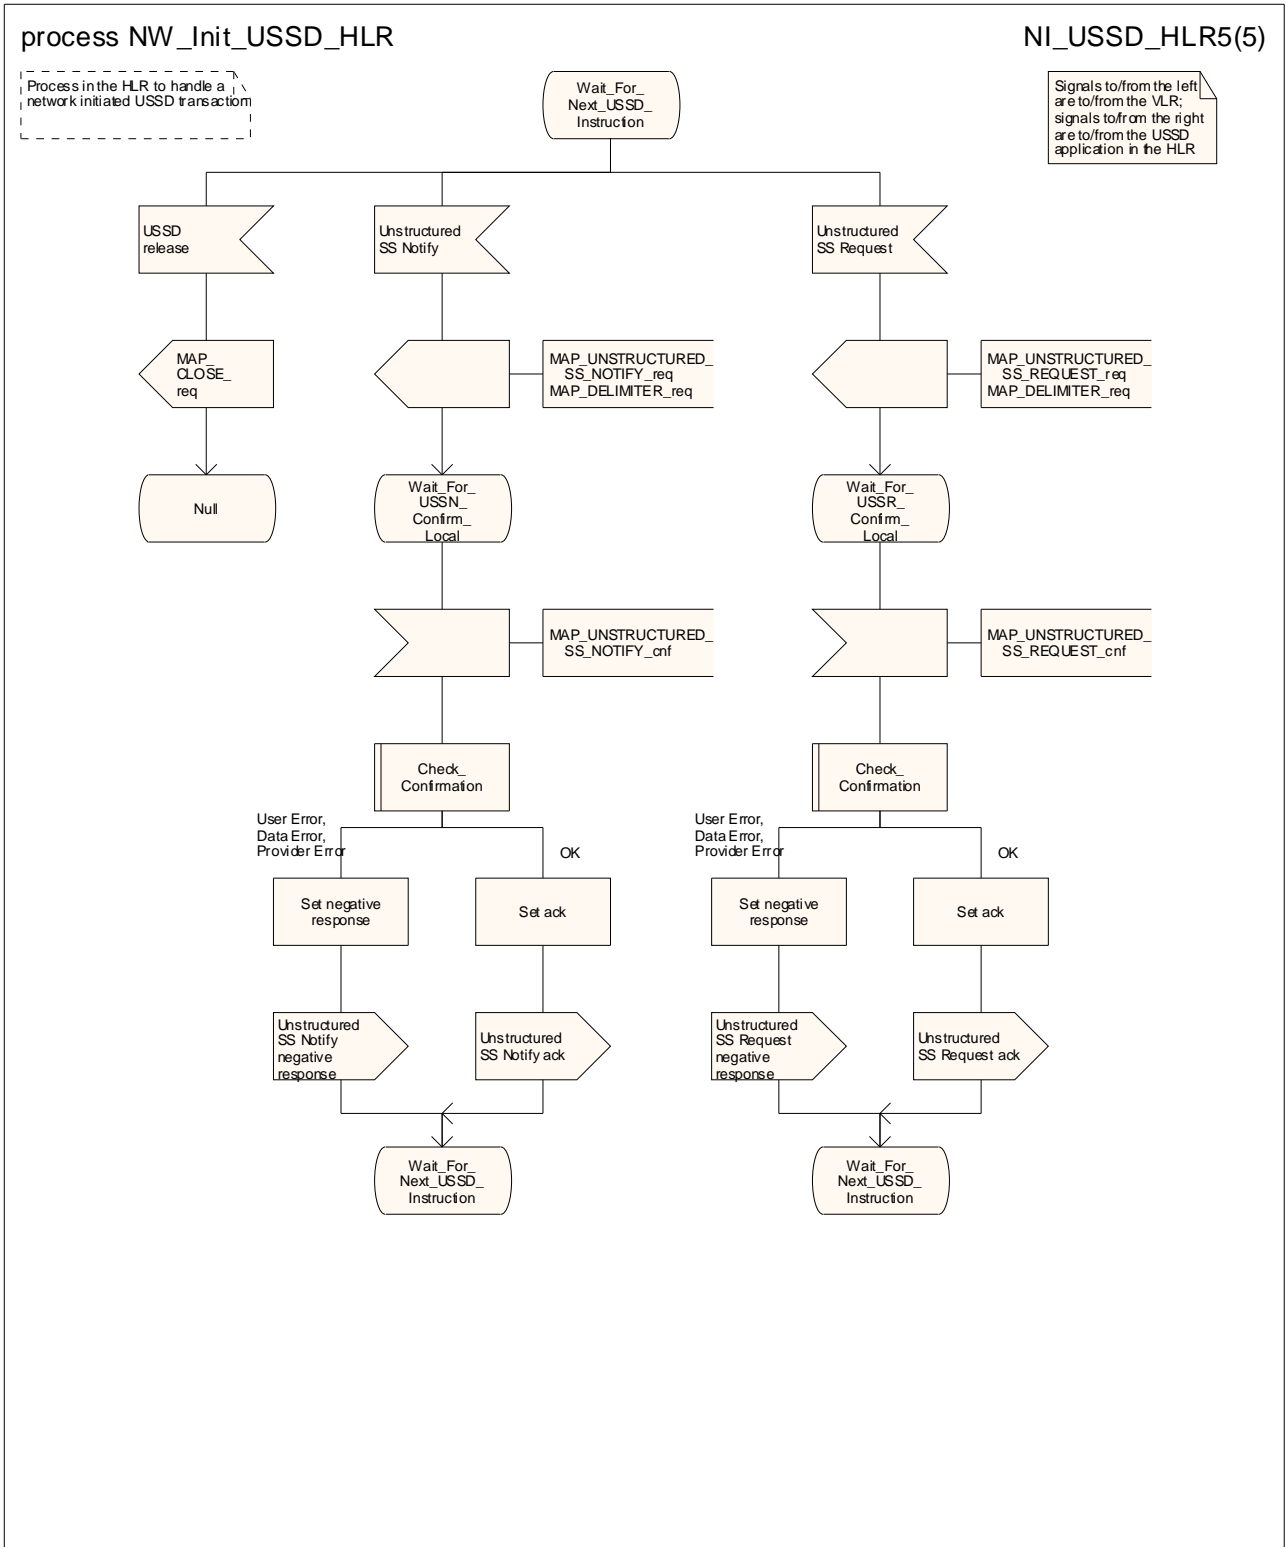 process NW_Init_USSD_HLR
NI_USSD_HLR5(5)
Process in the HLR to handle a
network initiated USSD transaction
Wait_For_
Next_USSD_
Instruction
Signals to/from the left
are to/from the VLR;
signals to/from the right
are to/from the USSD
application in the HLR
USSD
release
Unstructured
SS Notify
Unstructured
SS Request
MAP_
CLOSE_
req
MAP_UNSTRUCTURED_
SS_NOTIFY_req
MAP_DELIMITER_req
MAP_UNSTRUCTURED_
SS_REQUEST_req
MAP_DELIMITER_req
Null
Wait_For_
USSN_
Confirm_
Local
Wait_For_
USSR_
Confirm_
Local
MAP_UNSTRUCTURED_
SS_NOTIFY_cnf
MAP_UNSTRUCTURED_
SS_REQUEST_cnf
Check_
Confirmation
Check_
Confirmation
User Error,
Data Error,
Provider Error
OK
User Error,
Data Error,
Provider Error
OK
Set negative
response
Set ack
Set negative
response
Set ack
Unstructured
SS Notify
negative
response
Unstructured
SS Notify ack
Unstructured
SS Request
negative
response
Unstructured
SS Request ack
Wait_For_
Next_USSD_
Instruction
Wait_For_
Next_USSD_
Instruction